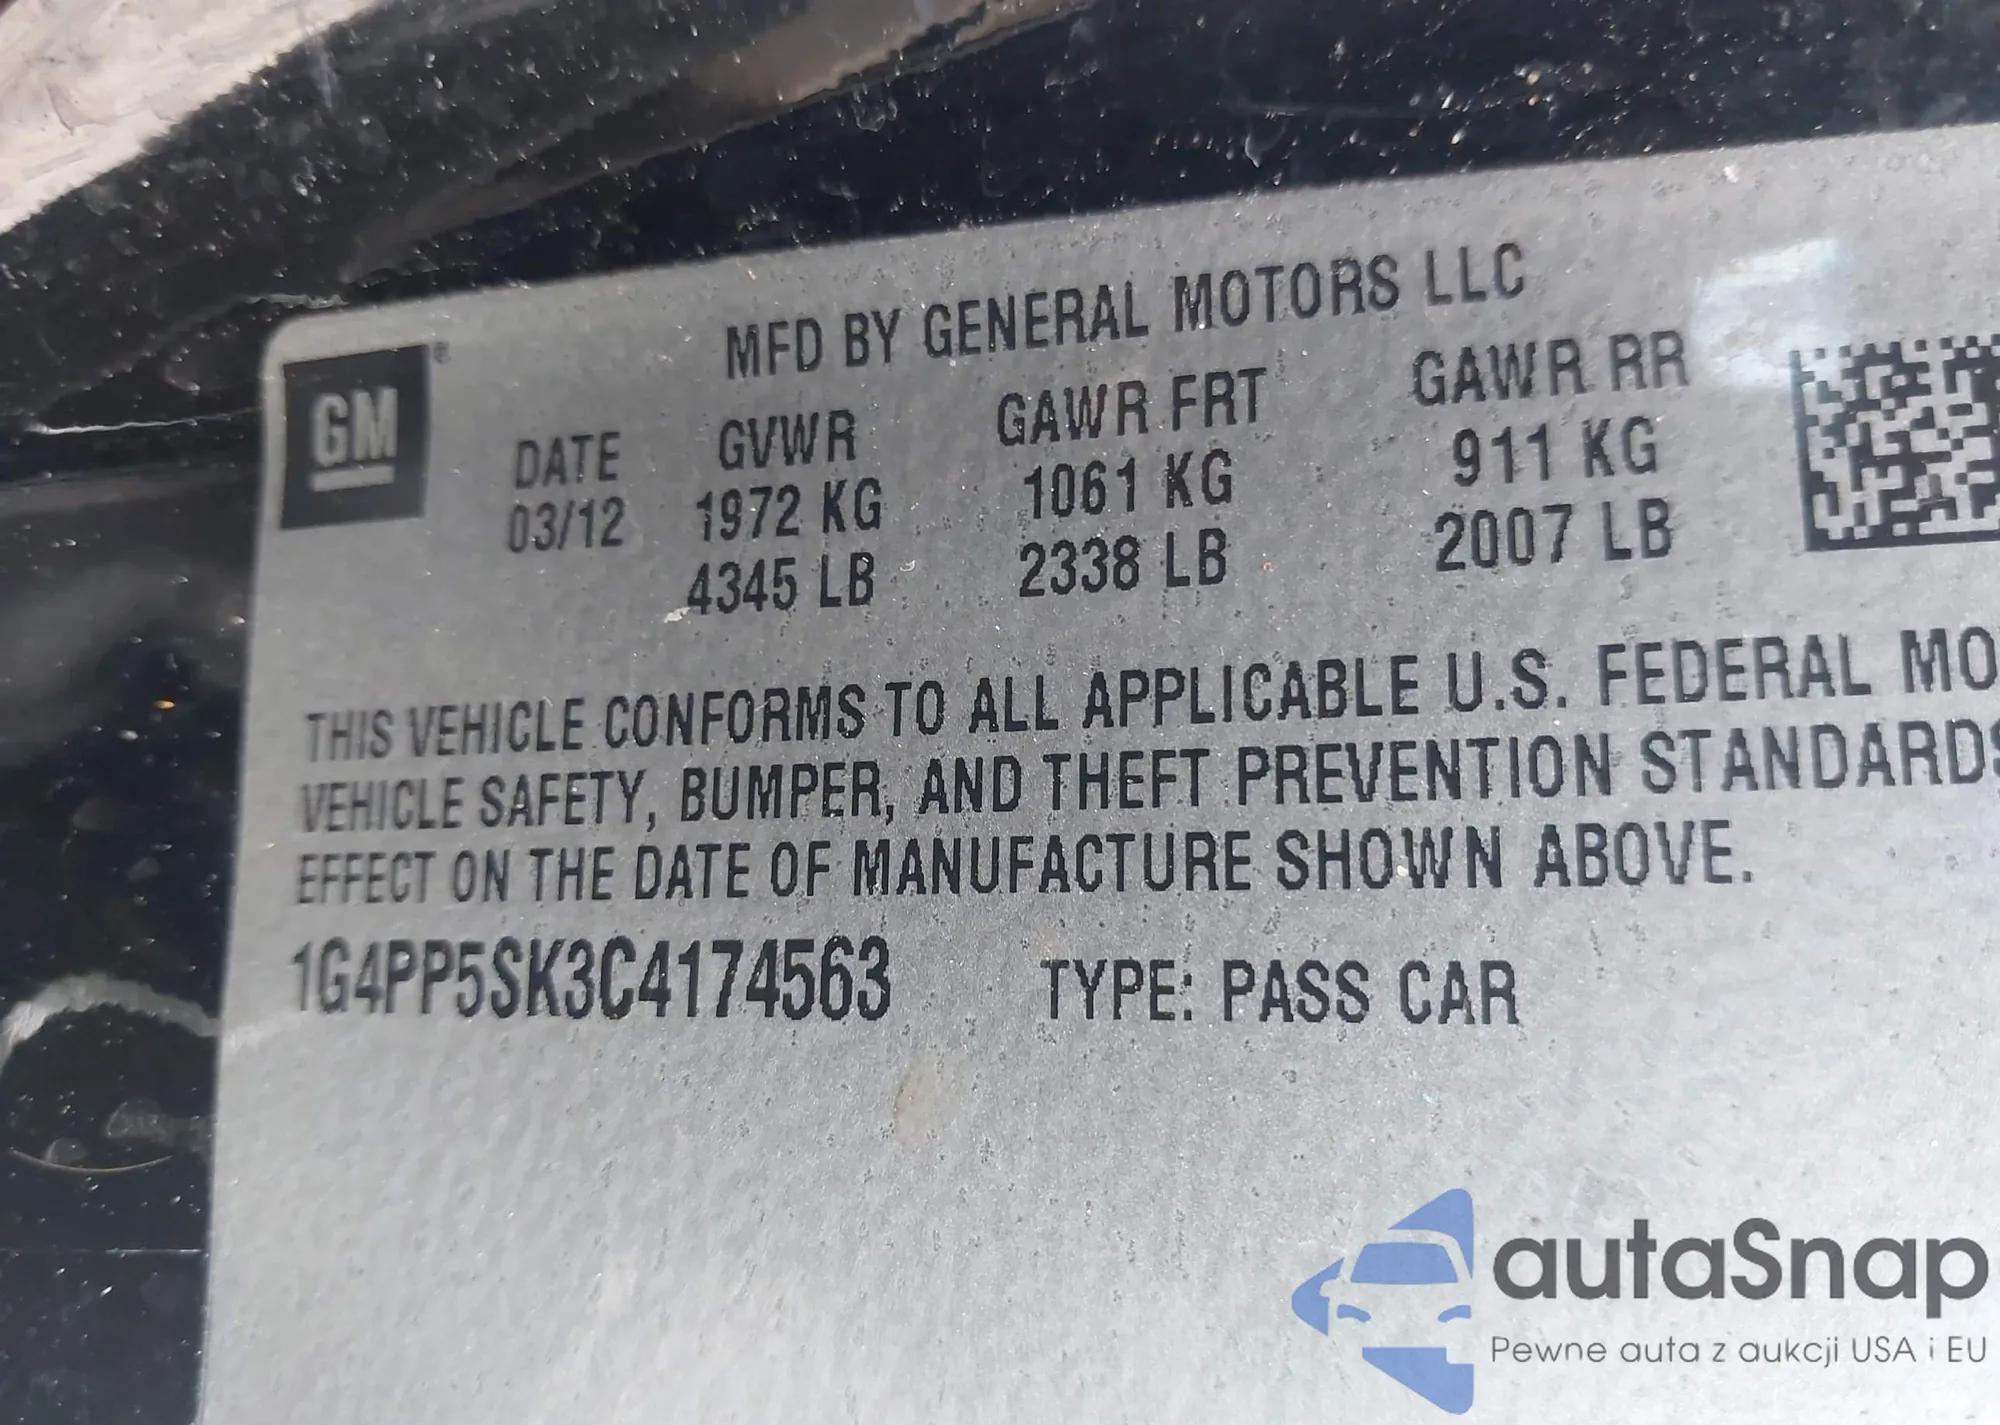 MFD BY GENERAL MOTORS LLC
GM
DATE GVWR GAWR FRT GAWR RR
03/12 1972 KG 1061 KG 911 KG
4345 LB 2338 LB 2007 LB
THIS VEHICLE CONFORMS TO ALL APPLICABLE U.S. FEDERAL MO
VEHICLE SAFETY, BUMPER, AND THEFT PREVENTION STANDARDS
EFFECT ON THE DATE OF MANUFACTURE SHOWN ABOVE.
1G4PP5SK3C4174563 TYPE: PASS CAR
autaSnap
Pewne auta z aukcji USA i EU